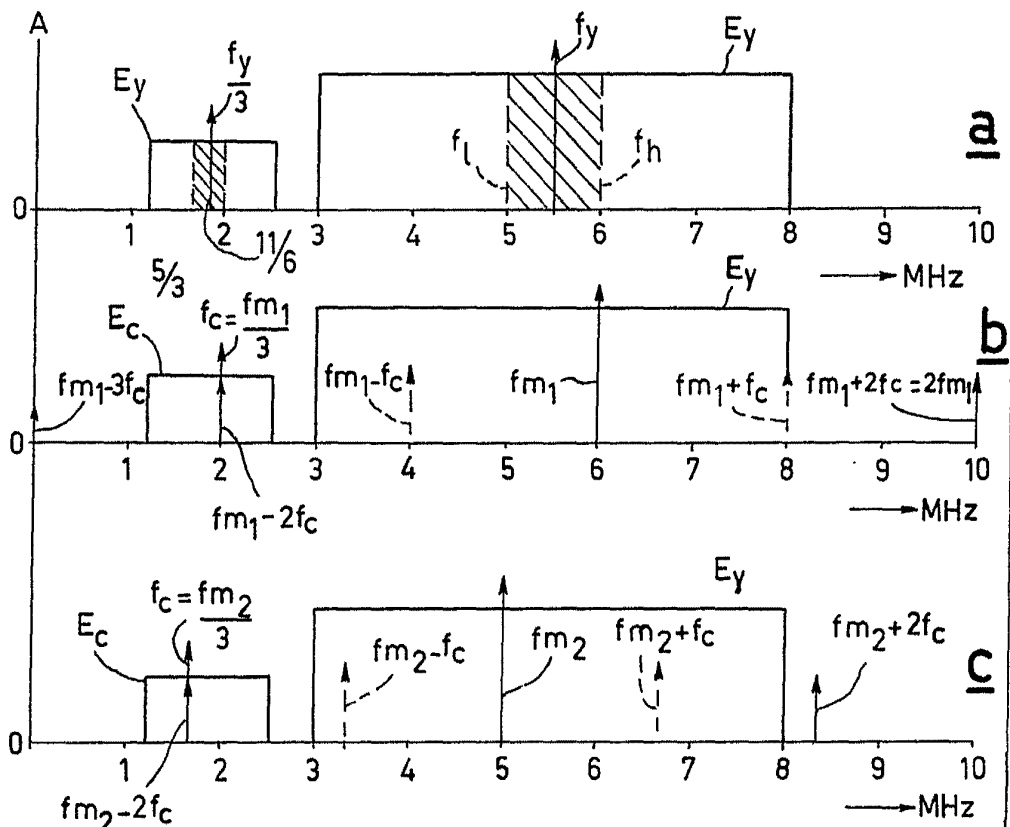 A
E_y
f_y/3
f_y
E_y
f_l
f_h
a
0
1 2 3 4 5 6 7 8 9 10
5/3
11/6
MHz
E_c
f_c=fm_1/3
E_y
b
fm_1-3f_c
fm_1-f_c
fm_1
fm_1+f_c
fm_1+2fc=2fm_1
0
1 2 3 4 5 6 7 8 9 10
fm_1-2f_c
MHz
f_c=fm_2/3
E_y
E_c
fm_2-f_c
fm_2
fm_2+f_c
fm_2+2f_c
c
0
1 2 3 4 5 6 7 8 9 10
fm_2-2f_c
MHz